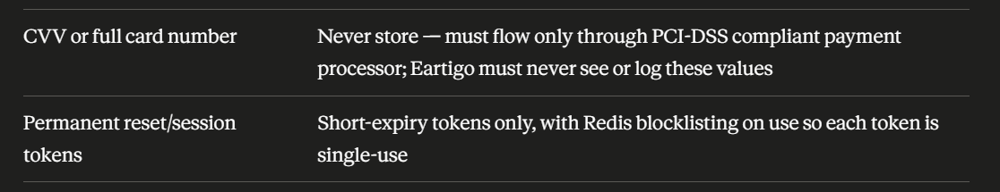 CVV or full card number
Never store — must flow only through PCI-DSS compliant payment
processor; Eartigo must never see or log these values
Permanent reset/session
tokens
Short-expiry tokens only, with Redis blocklisting on use so each token is
single-use